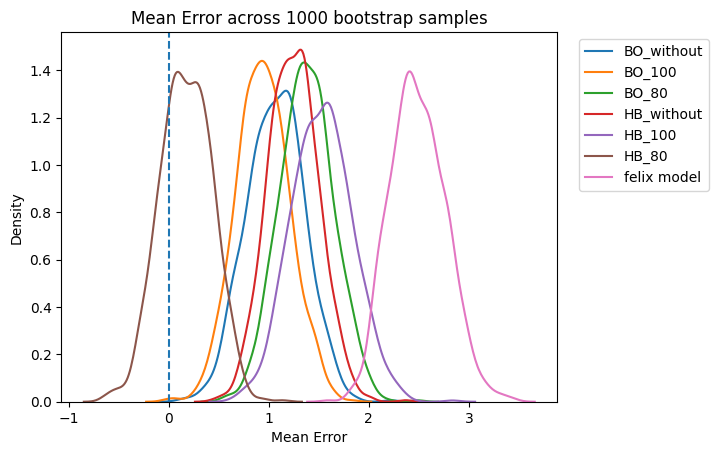 Mean Error across 1000 bootstrap samples
Density
1.4
1.2
1.0
0.8
0.6
0.4
0.2
0.0
−1
0
1
2
3
Mean Error
BO_without
BO_100
BO_80
HB_without
HB_100
HB_80
felix model